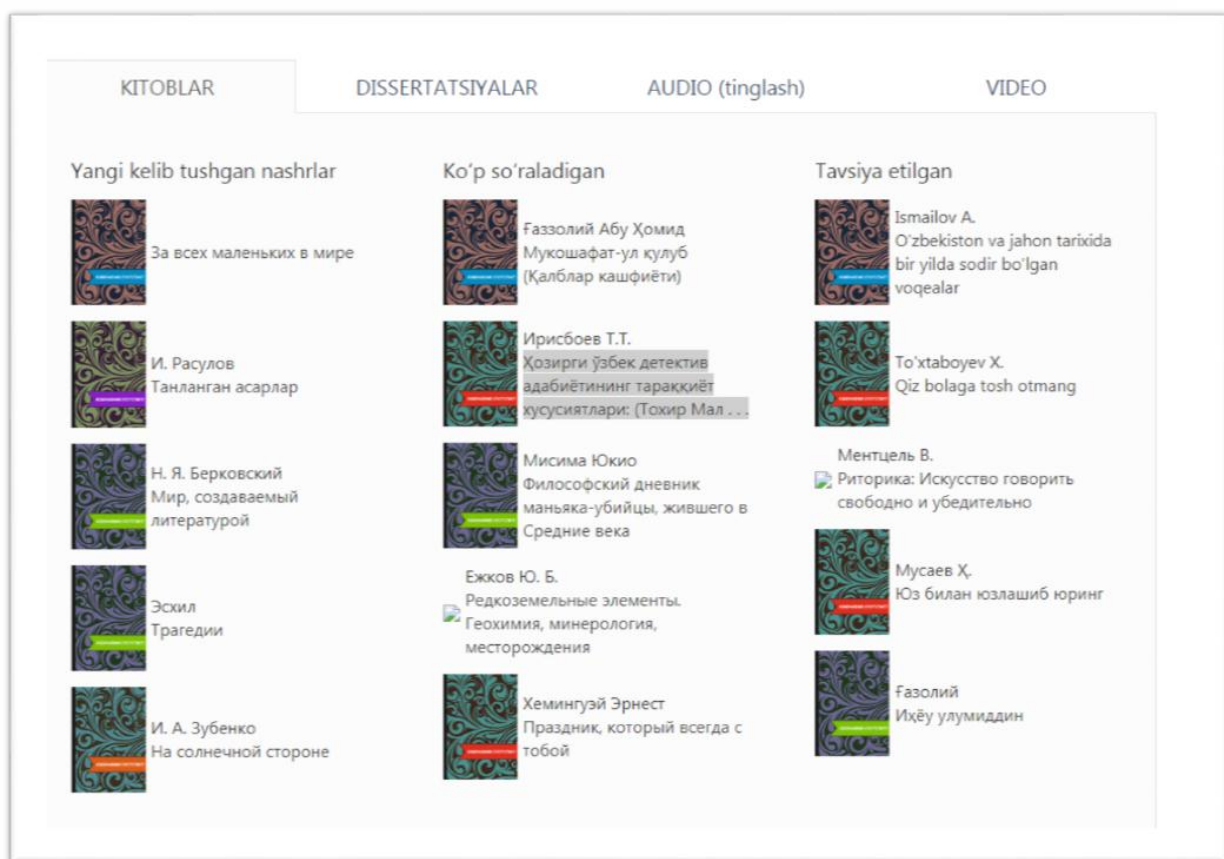 KITOBLAR
DISSERTATSIYALAR
AUDIO (tinglash)
VIDEO
Yangi kelib tushgan nashrlar
За всех маленьких в мире
И. Расулов
Танланган асарлар
Н. Я. Берковский
Мир, создаваемый
литературой
Эсхил
Трагедии
И. А. Зубенко
На солнечной стороне
Ko'p so'raladigan
Ғаззолий Абу Ҳомид
Мукошафат-ул қулуб
(Қалблар кашфиёти)
Ирисбоев Т.Т.
Ҳозирги ўзбек детектив
адабиётининг тараққиёт
хусусиятлари: (Тохир Мал . . .
Мисима Юкио
Философский дневник
маньяка-убийцы, жившего в
Средние века
Ежков Ю. Б.
Редкоземельные элементы.
Геохимия, минерология,
месторождения
Хемингуэй Эрнест
Праздник, который всегда с
тобой
Tavsiya etilgan
Ismailov A.
O'zbekiston va jahon tarixida
bir yilda sodir bo'lgan
voqealar
To'xtaboyev X.
Qiz bolaga tosh otmang
Ментцель В.
Риторика: Искусство говорить
свободно и убедительно
Мусаев Ҳ.
Юз билан юзлашиб юринг
Ғазолий
Иҳёу улумиддин